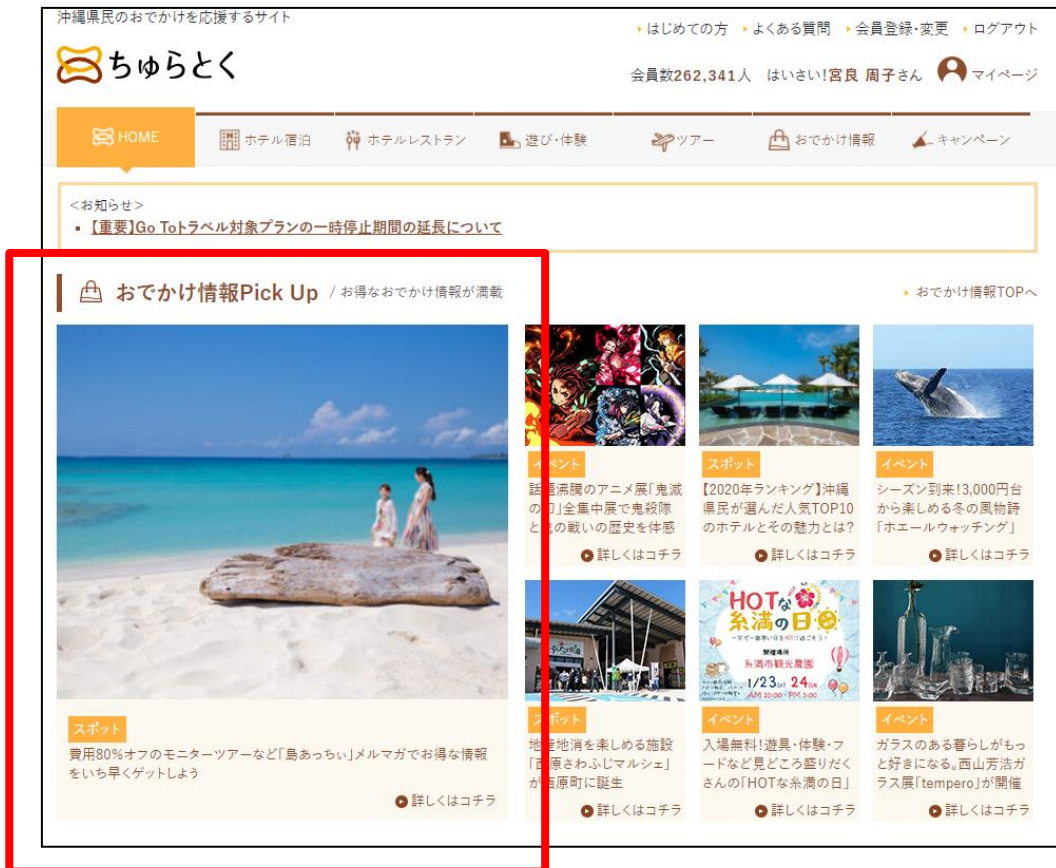 沖縄県民のおでかけを応援するサイト
はじめての方 よくある質問 会員登録・変更 ログアウト
ちゅらとく
会員数262,341人 はいさい!宮良 周子さん マイページ
HOME ホテル宿泊 ホテルレストラン 遊び・体験 ツアー おでかけ情報 キャンペーン
<お知らせ>
【重要】Go Toトラベル対象プランの一時停止期間の延長について
おでかけ情報Pick Up / お得なおでかけ情報が満載
おでかけ情報TOPへ
スポット
費用80%オフのモニターツアーなど「島あっちぃ」メルマガでお得な情報
をいち早くゲットしよう
詳しくはコチラ
イベント
話題沸騰のアニメ展「鬼滅
の刃」全集中展で鬼殺隊
と鬼の戦いの歴史を体感
詳しくはコチラ
スポット
【2020年ランキング】沖縄
県民が選んだ人気TOP10
のホテルとその魅力とは?
詳しくはコチラ
イベント
シーズン到来!3,000円台
から楽しめる冬の風物詩
「ホエールウォッチング」
詳しくはコチラ
スポット
地産地消を楽しめる施設
「西原さわふじマルシェ」
が西原町に誕生
詳しくはコチラ
HOTな
糸満の日
開催場所
糸満市観光農園
1/23 24
AM 10:00 - PM 5:00
イベント
入場無料!遊具・体験・フ
ードなど見どころ盛りだく
さんの「HOTな糸満の日」
詳しくはコチラ
イベント
ガラスのある暮らしがもっ
と好きになる。西山芳浩ガ
ラス展「tempero」が開催
詳しくはコチラ